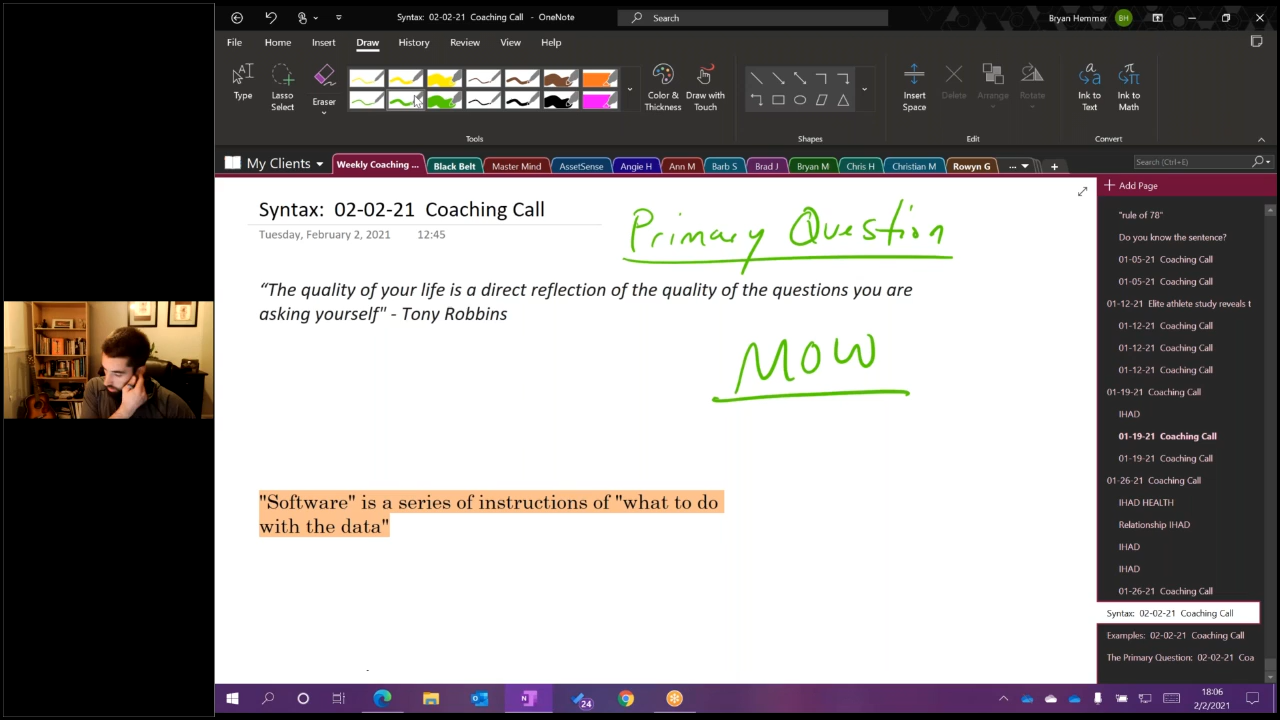 Syntax: 02-02-21 Coaching Call - OneNote
Search
Bryan Hemmer
BH
File
Home
Insert
Draw
History
Review
View
Help
Type
Lasso Select
Eraser
Color & Thickness
Draw with Touch
Insert Space
Delete
Arrange
Rotate
Ink to Text
Ink to Math
Tools
Shapes
Edit
Convert
My Clients
Weekly Coaching ...
Black Belt
Master Mind
AssetSense
Angie H
Ann M
Barb S
Brad J
Bryan M
Chris H
Christian M
Rowyn G
...
Search (Ctrl+E)
Syntax: 02-02-21 Coaching Call
Tuesday, February 2, 2021 12:45
Primary Question
“The quality of your life is a direct reflection of the quality of the questions you are
asking yourself" - Tony Robbins
MOW
"Software" is a series of instructions of "what to do
with the data"
Add Page
"rule of 78"
Do you know the sentence?
01-05-21 Coaching Call
01-05-21 Coaching Call
01-12-21 Elite athlete study reveals t
01-12-21 Coaching Call
01-12-21 Coaching Call
01-12-21 Coaching Call
01-19-21 Coaching Call
IHAD
01-19-21 Coaching Call
01-19-21 Coaching Call
01-26-21 Coaching Call
IHAD HEALTH
Relationship IHAD
IHAD
IHAD
01-26-21 Coaching Call
Syntax: 02-02-21 Coaching Call
Examples: 02-02-21 Coaching Call
The Primary Question: 02-02-21 Coa
24
18:06
2/2/2021